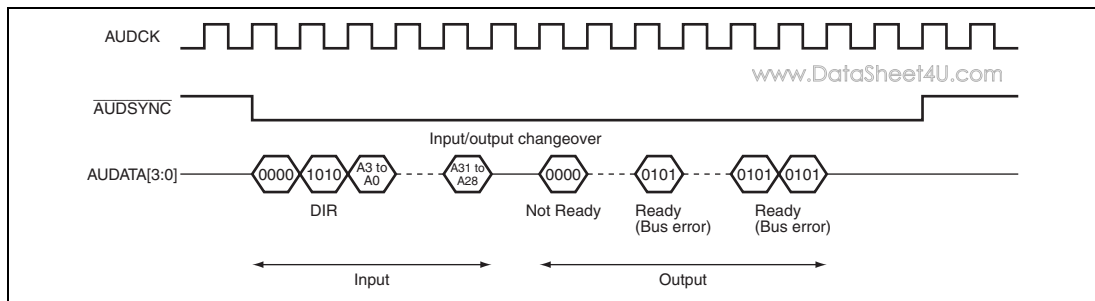 AUDCK
www.DataSheet4U.com
AUDSYNC
Input/output changeover
AUDATA[3:0]
0000
1010
A3 to
A0
A31 to
A28
0000
0101
0101
0101
DIR
Not Ready
Ready
(Bus error)
Ready
(Bus error)
Input
Output